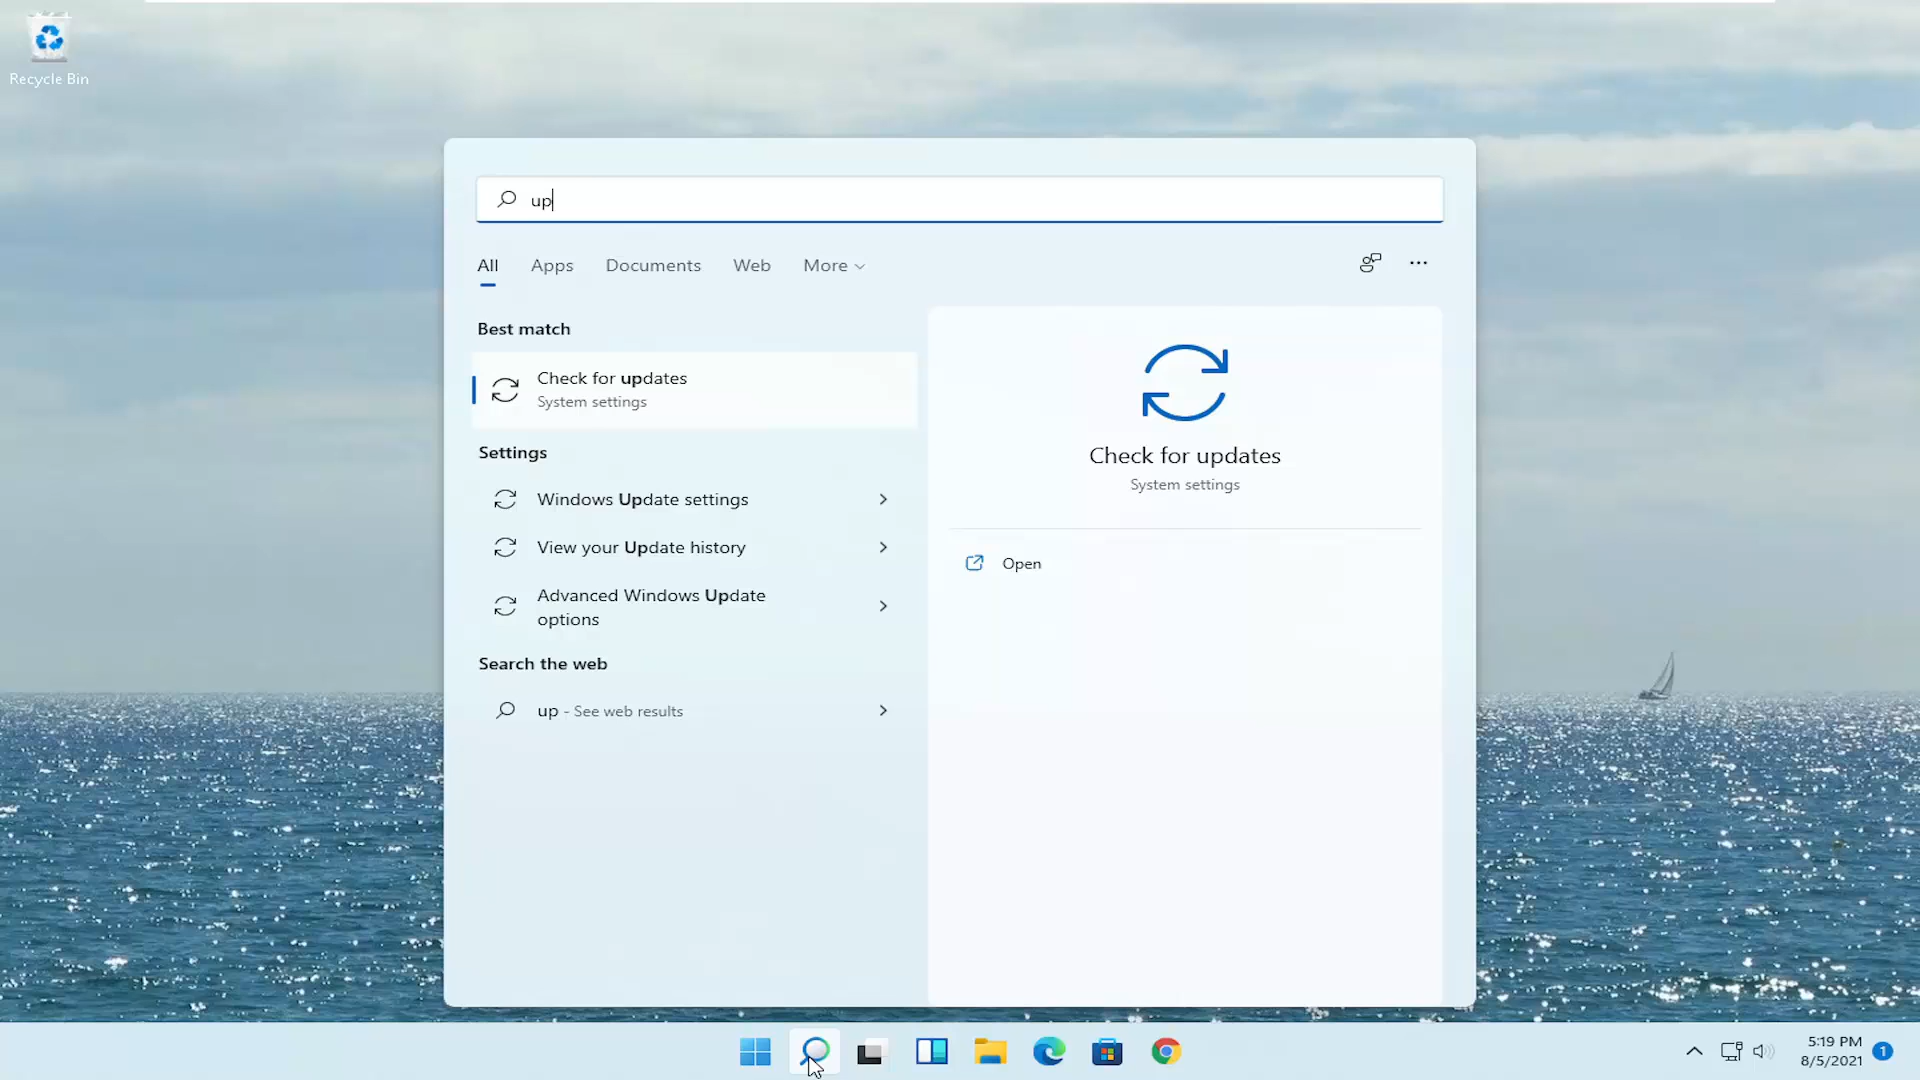 Recycle Bin
up
All Apps Documents Web More
Best match
Check for updates
System settings
Settings
Windows Update settings
View your Update history
Advanced Windows Update
options
Search the web
up - See web results
Check for updates
System settings
Open
5:19 PM
8/5/2021
1